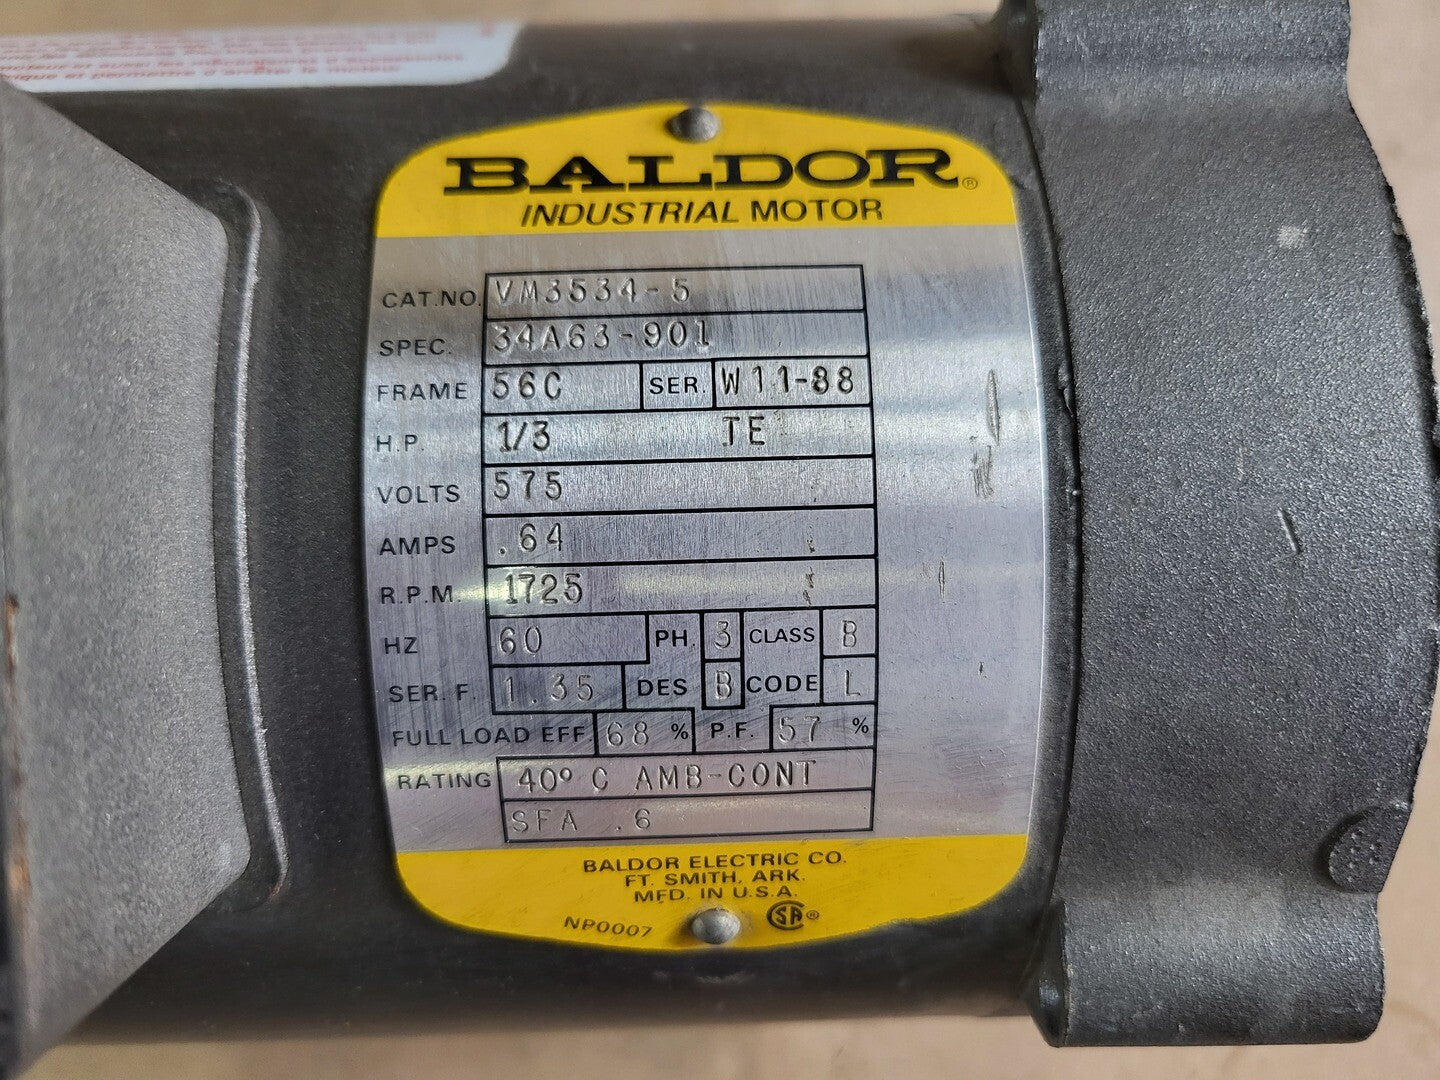 BALDOR®
INDUSTRIAL MOTOR
CAT.NO. VM3534-5
SPEC. 34A63-901
FRAME 56C SER. W11-88
H.P. 1/3 TE
VOLTS 575
AMPS .64
R.P.M. 1725
HZ 60 PH. 3 CLASS B
SER. F. 1.35 DES B CODE L
FULL LOAD EFF. 68 % P.F. 57 %
RATING 40º C AMB-CONT
SFA .6
BALDOR ELECTRIC CO.
FT. SMITH, ARK.
MFD. IN U.S.A.
NP0007 SA®